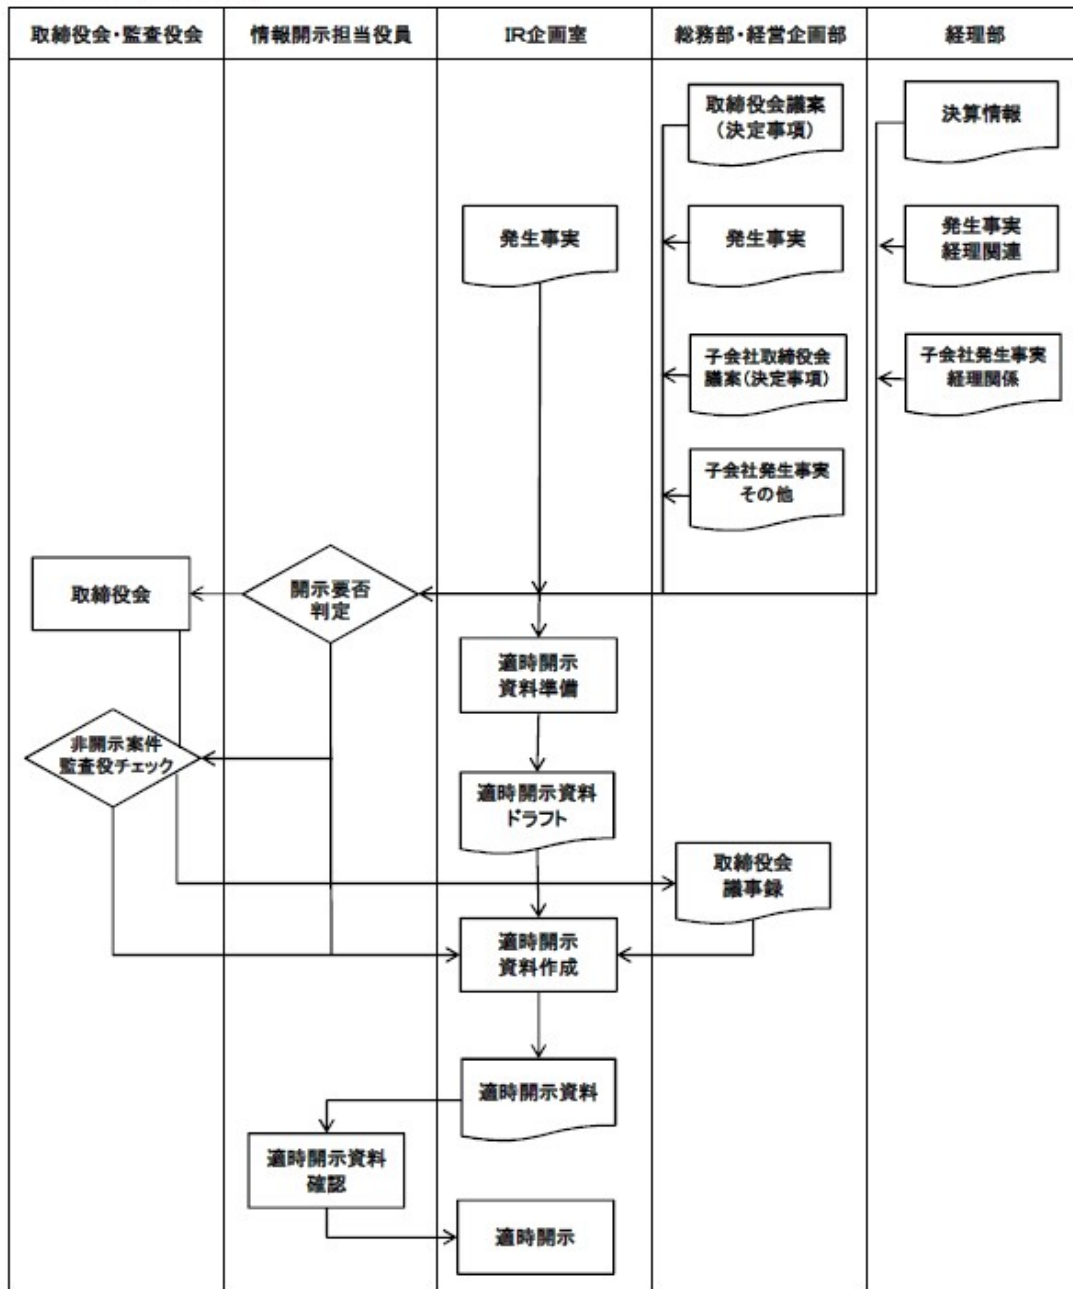 取締役会・監査役会
情報開示担当役員
IR企画室
総務部・経営企画部
経理部
取締役会議案
(決定事項)
決算情報
発生事実
発生事実
発生事実
経理関連
子会社取締役会
議案(決定事項)
子会社発生事実
経理関係
子会社発生事実
その他
取締役会
開示要否
判定
適時開示
資料準備
非開示案件
監査役チェック
適時開示資料
ドラフト
取締役会
議事録
適時開示
資料作成
適時開示資料
適時開示資料
確認
適時開示